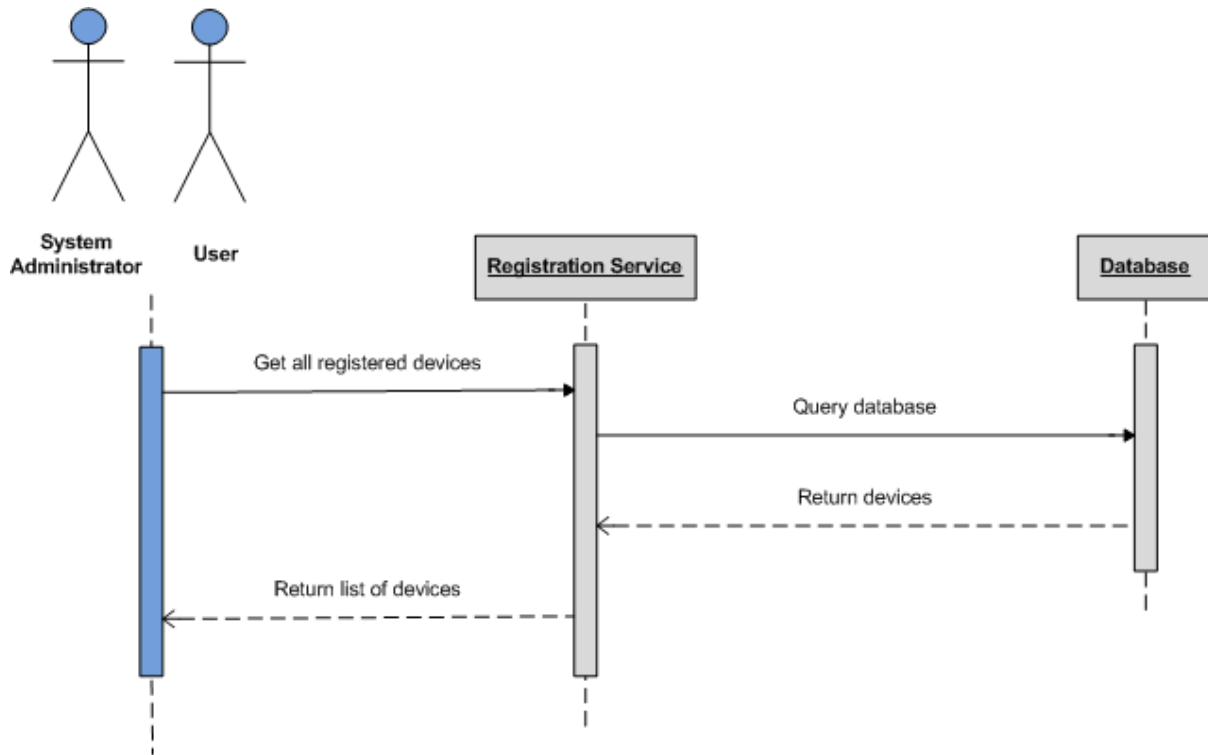 System
Administrator
User
Registration Service
Database
Get all registered devices
Query database
Return devices
Return list of devices